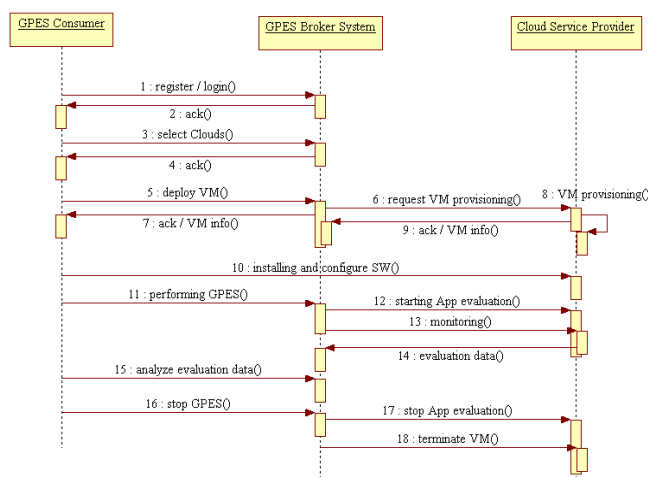 GPES Consumer
GPES Broker System
Cloud Service Provider
1 : register / login()
2 : ack()
3 : select Clouds()
4 : ack()
5 : deploy VM()
6 : request VM provisioning()
8 : VM provisioning()
7 : ack / VM info()
9 : ack / VM info()
10 : installing and configure SW()
11 : performing GPES()
12 : starting App evaluation()
13 : monitoring()
14 : evaluation data()
15 : analyze evaluation data()
16 : stop GPES()
17 : stop App evaluation()
18 : terminate VM()